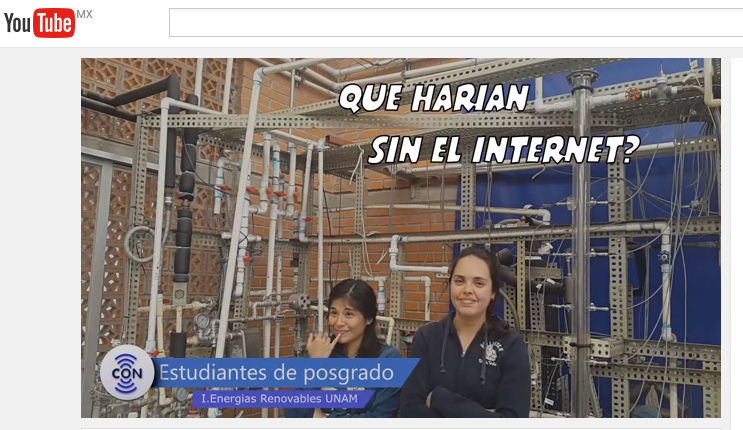 YouTube MX
QUE HARIAN
SIN EL INTERNET?
CON
Estudiantes de posgrado
I.Energias Renovables UNAM